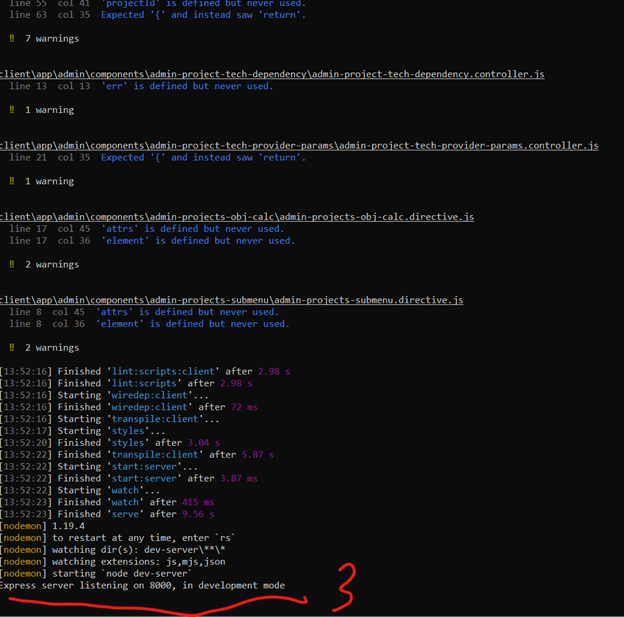 line 55 col 41 'projectId' is defined but never used.
line 63 col 35 Expected '{' and instead saw 'return'.
‼ 7 warnings
client\app\admin\components\admin-project-tech-dependency\admin-project-tech-dependency.controller.js
line 13 col 13 'err' is defined but never used.
‼ 1 warning
client\app\admin\components\admin-project-tech-provider-params\admin-project-tech-provider-params.controller.js
line 21 col 35 Expected '{' and instead saw 'return'.
‼ 1 warning
client\app\admin\components\admin-projects-obj-calc\admin-projects-obj-calc.directive.js
line 17 col 45 'attrs' is defined but never used.
line 17 col 36 'element' is defined but never used.
‼ 2 warnings
client\app\admin\components\admin-projects-submenu\admin-projects-submenu.directive.js
line 8 col 45 'attrs' is defined but never used.
line 8 col 36 'element' is defined but never used.
‼ 2 warnings
[13:52:16] Finished 'lint:scripts:client' after 2.98 s
[13:52:16] Finished 'lint:scripts' after 2.98 s
[13:52:16] Starting 'wiredep:client'...
[13:52:16] Finished 'wiredep:client' after 72 ms
[13:52:16] Starting 'transpile:client'...
[13:52:17] Starting 'styles'...
[13:52:20] Finished 'styles' after 3.04 s
[13:52:22] Finished 'transpile:client' after 5.87 s
[13:52:22] Starting 'start:server'...
[13:52:22] Finished 'start:server' after 3.87 ms
[13:52:22] Starting 'watch'...
[13:52:23] Finished 'watch' after 415 ms
[13:52:23] Finished 'serve' after 9.56 s
[nodemon] 1.19.4
[nodemon] to restart at any time, enter `rs`
[nodemon] watching dir(s): dev-server\**\*
[nodemon] watching extensions: js,mjs,json
[nodemon] starting `node dev-server`
Express server listening on 8000, in development mode
3